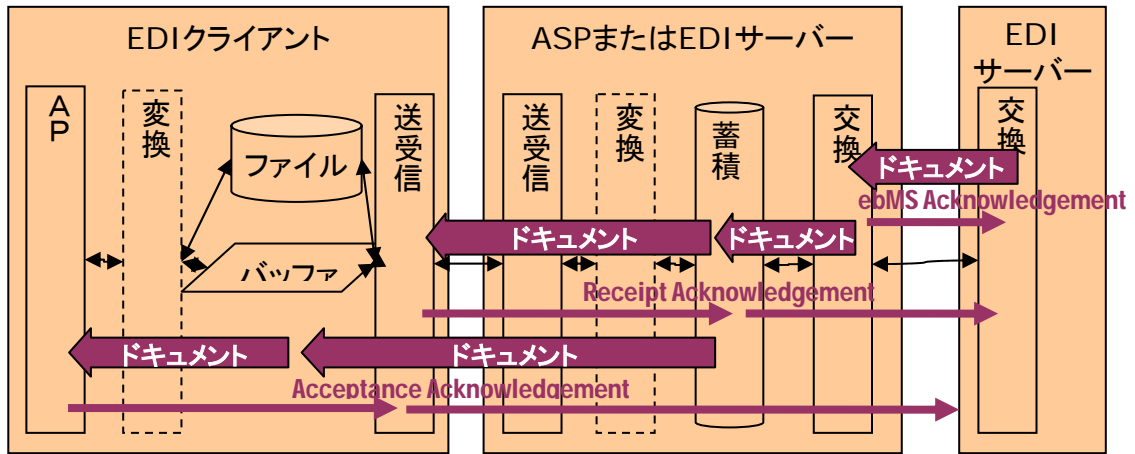 EDIクライアント
ASPまたはEDIサーバー
EDI
サーバー
AP
変換
ファイル
バッファ
送受信
送受信
変換
蓄積
交換
交換
ドキュメント
ebMS Acknowledgement
ドキュメント
ドキュメント
Receipt Acknowledgement
ドキュメント
ドキュメント
Acceptance Acknowledgement